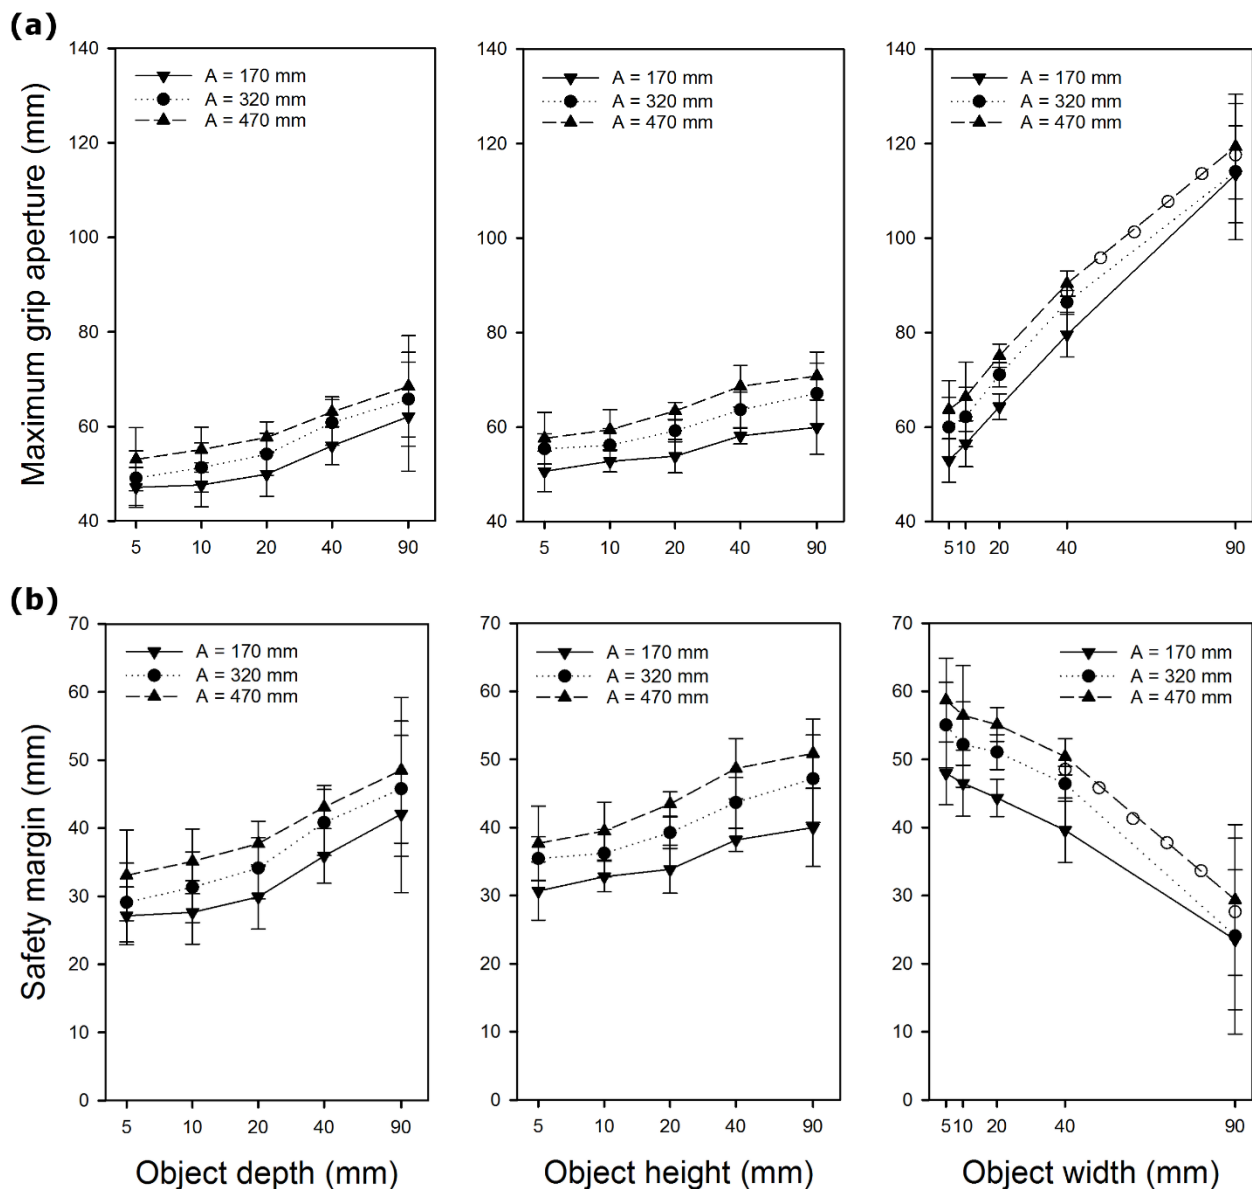 (a)
Maximum grip aperture (mm)
140
120
100
80
60
40
A = 170 mm
A = 320 mm
A = 470 mm
5 10 20 40 90
140
120
100
80
60
40
A = 170 mm
A = 320 mm
A = 470 mm
5 10 20 40 90
140
120
100
80
60
40
A = 170 mm
A = 320 mm
A = 470 mm
5 10 20 40 90
(b)
Safety margin (mm)
70
60
50
40
30
20
10
0
A = 170 mm
A = 320 mm
A = 470 mm
5 10 20 40 90
Object depth (mm)
70
60
50
40
30
20
10
0
A = 170 mm
A = 320 mm
A = 470 mm
5 10 20 40 90
Object height (mm)
70
60
50
40
30
20
10
0
A = 170 mm
A = 320 mm
A = 470 mm
5 10 20 40 90
Object width (mm)